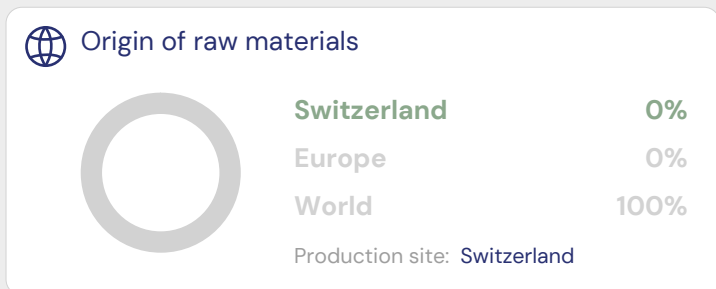 Origin of raw materials
Switzerland 0%
Europe 0%
World 100%
Production site: Switzerland